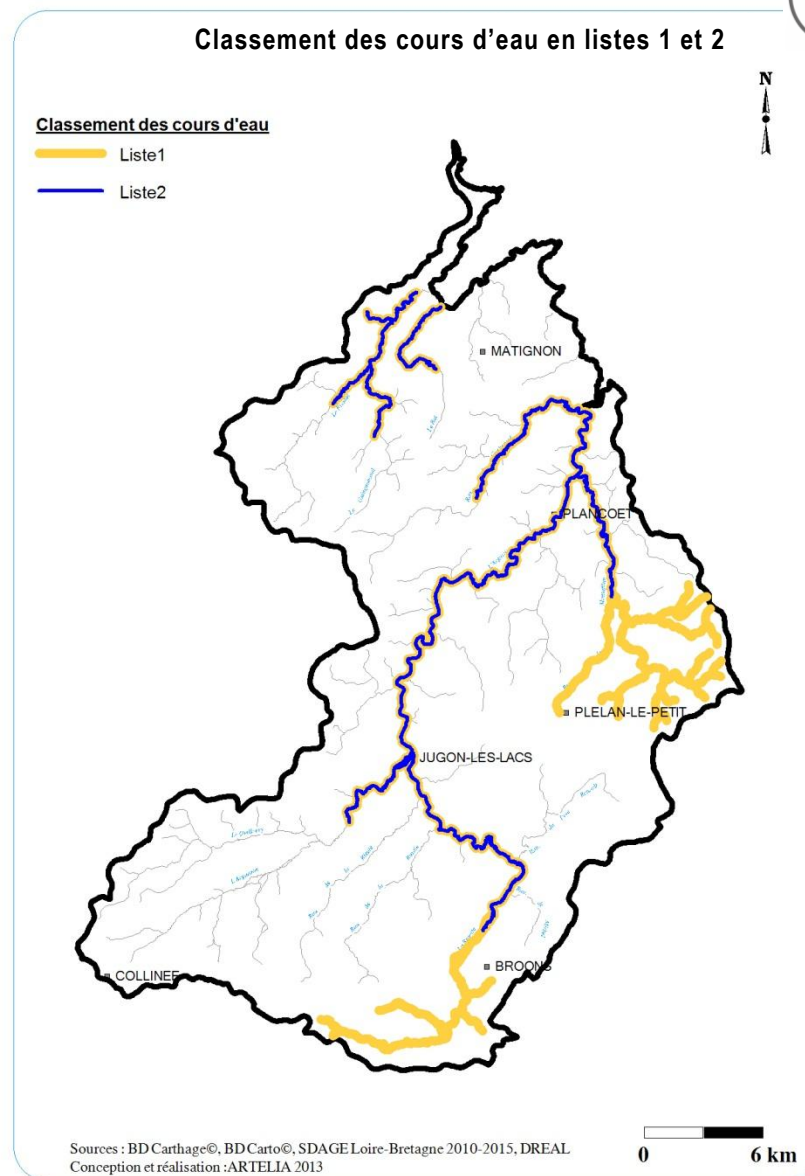 Classement des cours d'eau en listes 1 et 2
N
Classement des cours d'eau
Liste1
Liste2
MATIGNON
PLANCOET
PLELAN-LE-PETIT
JUGON-LES-LACS
L'Arguenon
BROONS
COLLINEE
Sources : BD Carthage©, BD Carto©, SDAGE Loire-Bretagne 2010-2015, DREAL
Conception et réalisation :ARTELIA 2013
0 6 km